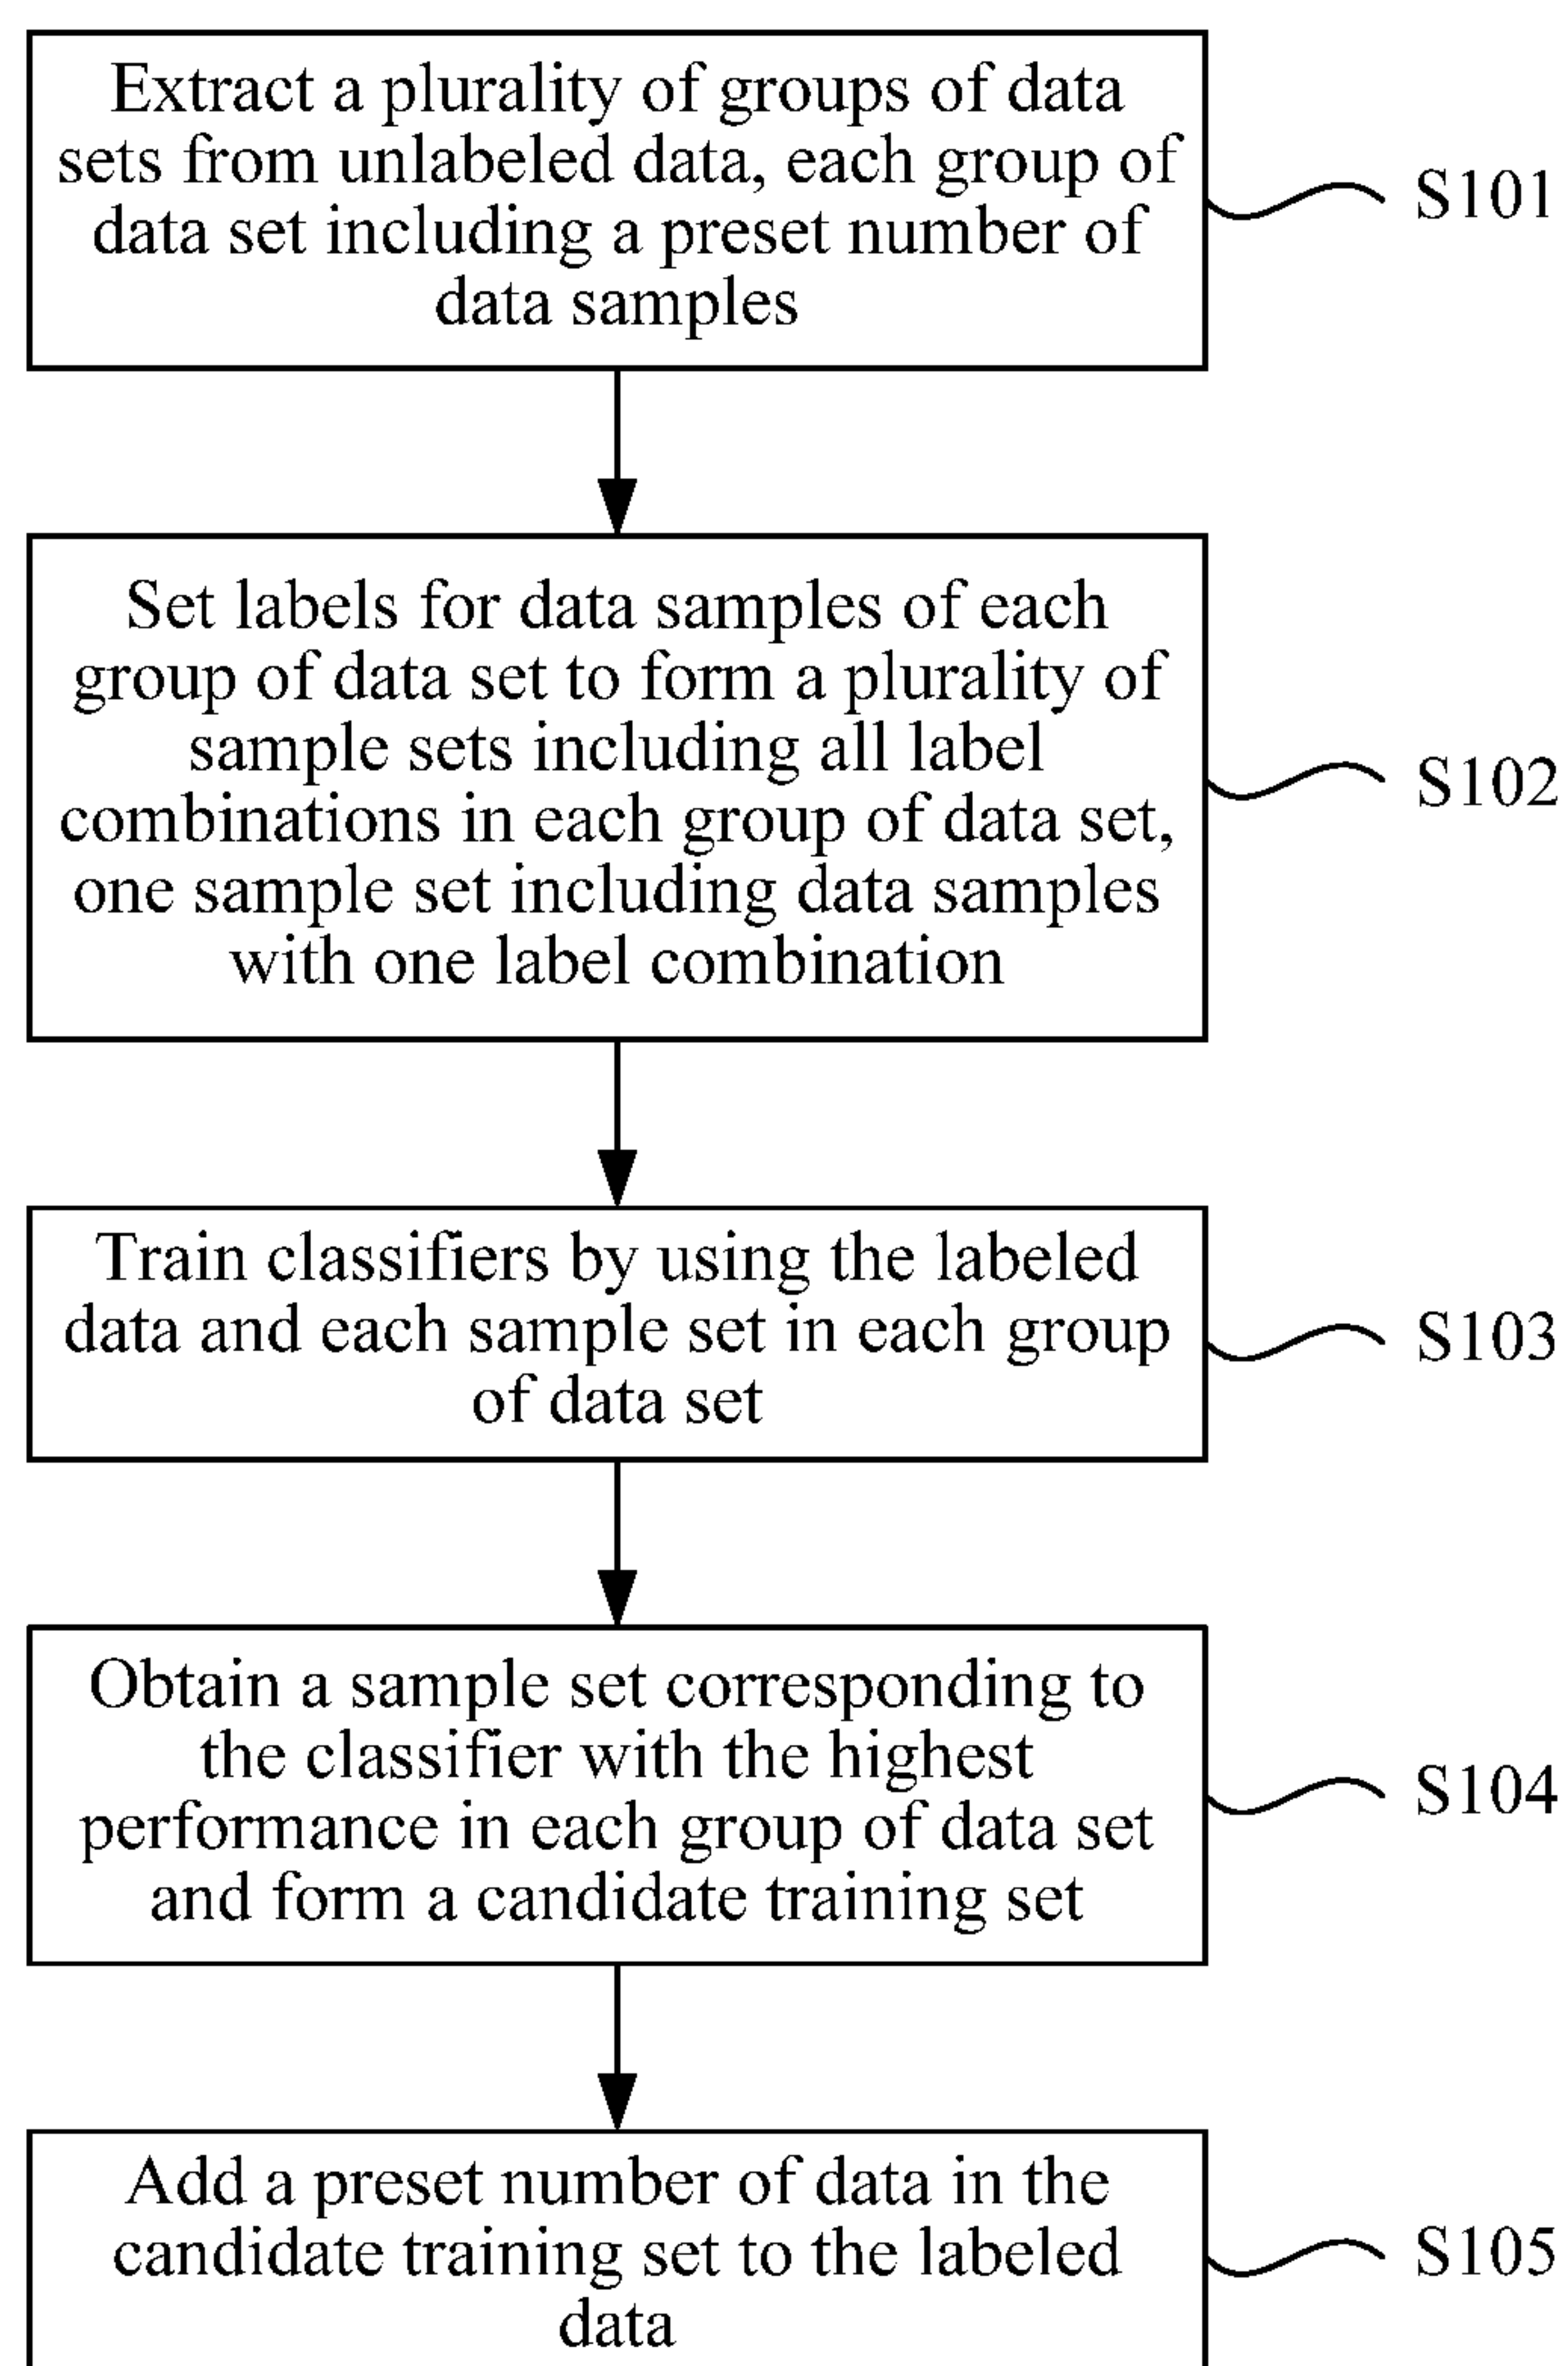 Extract a plurality of groups of data
sets from unlabeled data, each group of
data set including a preset number of
data samples
S101
Set labels for data samples of each
group of data set to form a plurality of
sample sets including all label
combinations in each group of data set,
one sample set including data samples
with one label combination
S102
Train classifiers by using the labeled
data and each sample set in each group
of data set
S103
Obtain a sample set corresponding to
the classifier with the highest
performance in each group of data set
and form a candidate training set
S104
Add a preset number of data in the
candidate training set to the labeled
data
S105